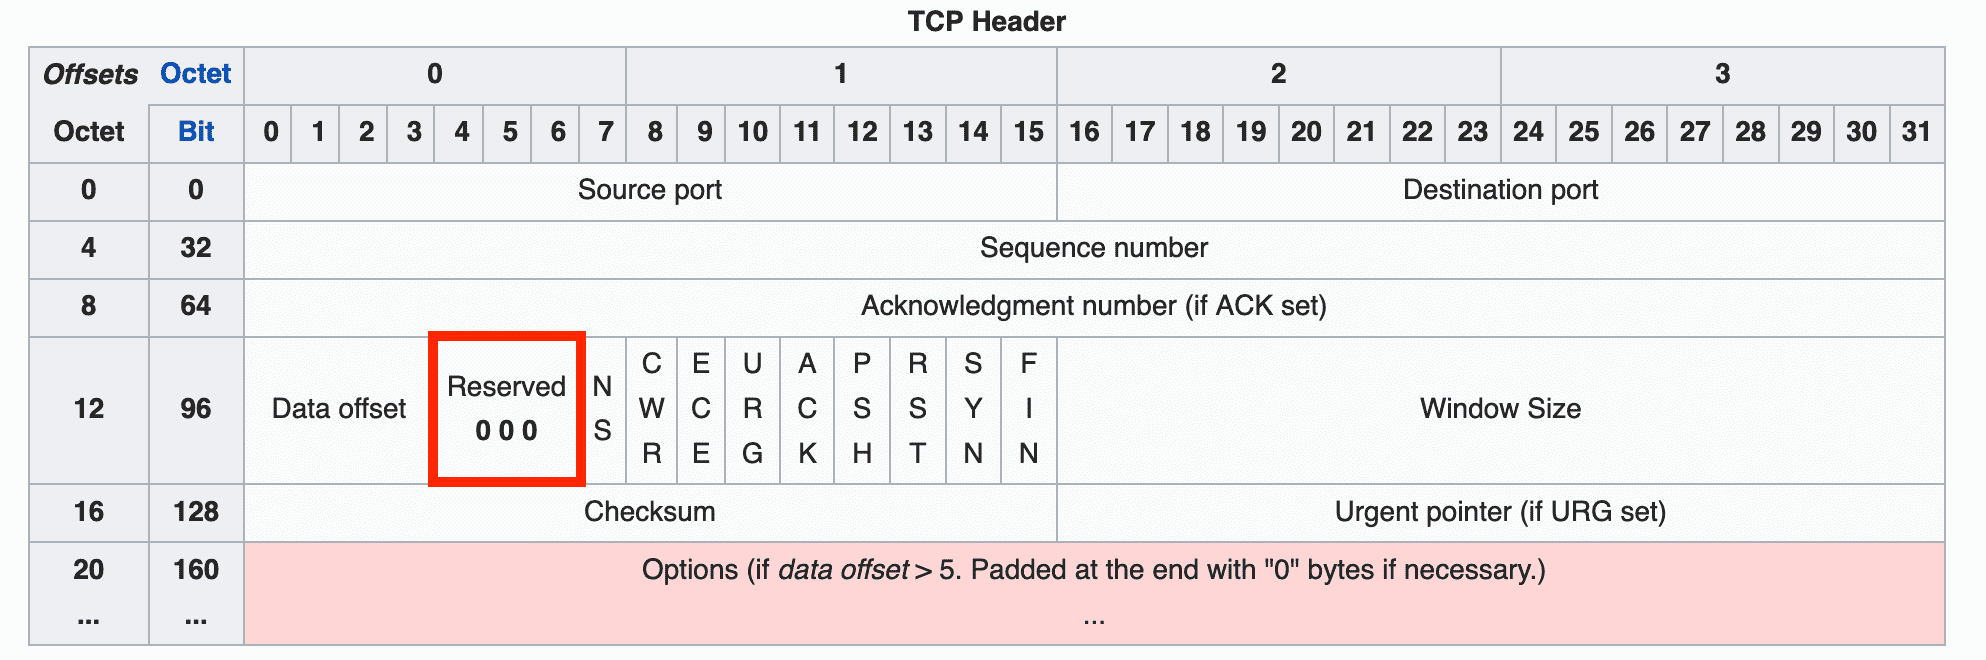 TCP Header
Offsets Octet 0 1 2 3
Octet Bit 0 1 2 3 4 5 6 7 8 9 10 11 12 13 14 15 16 17 18 19 20 21 22 23 24 25 26 27 28 29 30 31
0 0 Source port Destination port
4 32 Sequence number
8 64 Acknowledgment number (if ACK set)
12 96 Data offset Reserved 0 0 0 NS CWR ECE URG ACK PSH RST SYN FIN Window Size
16 128 Checksum Urgent pointer (if URG set)
20 160 Options (if data offset > 5. Padded at the end with "0" bytes if necessary.)
... ... ...